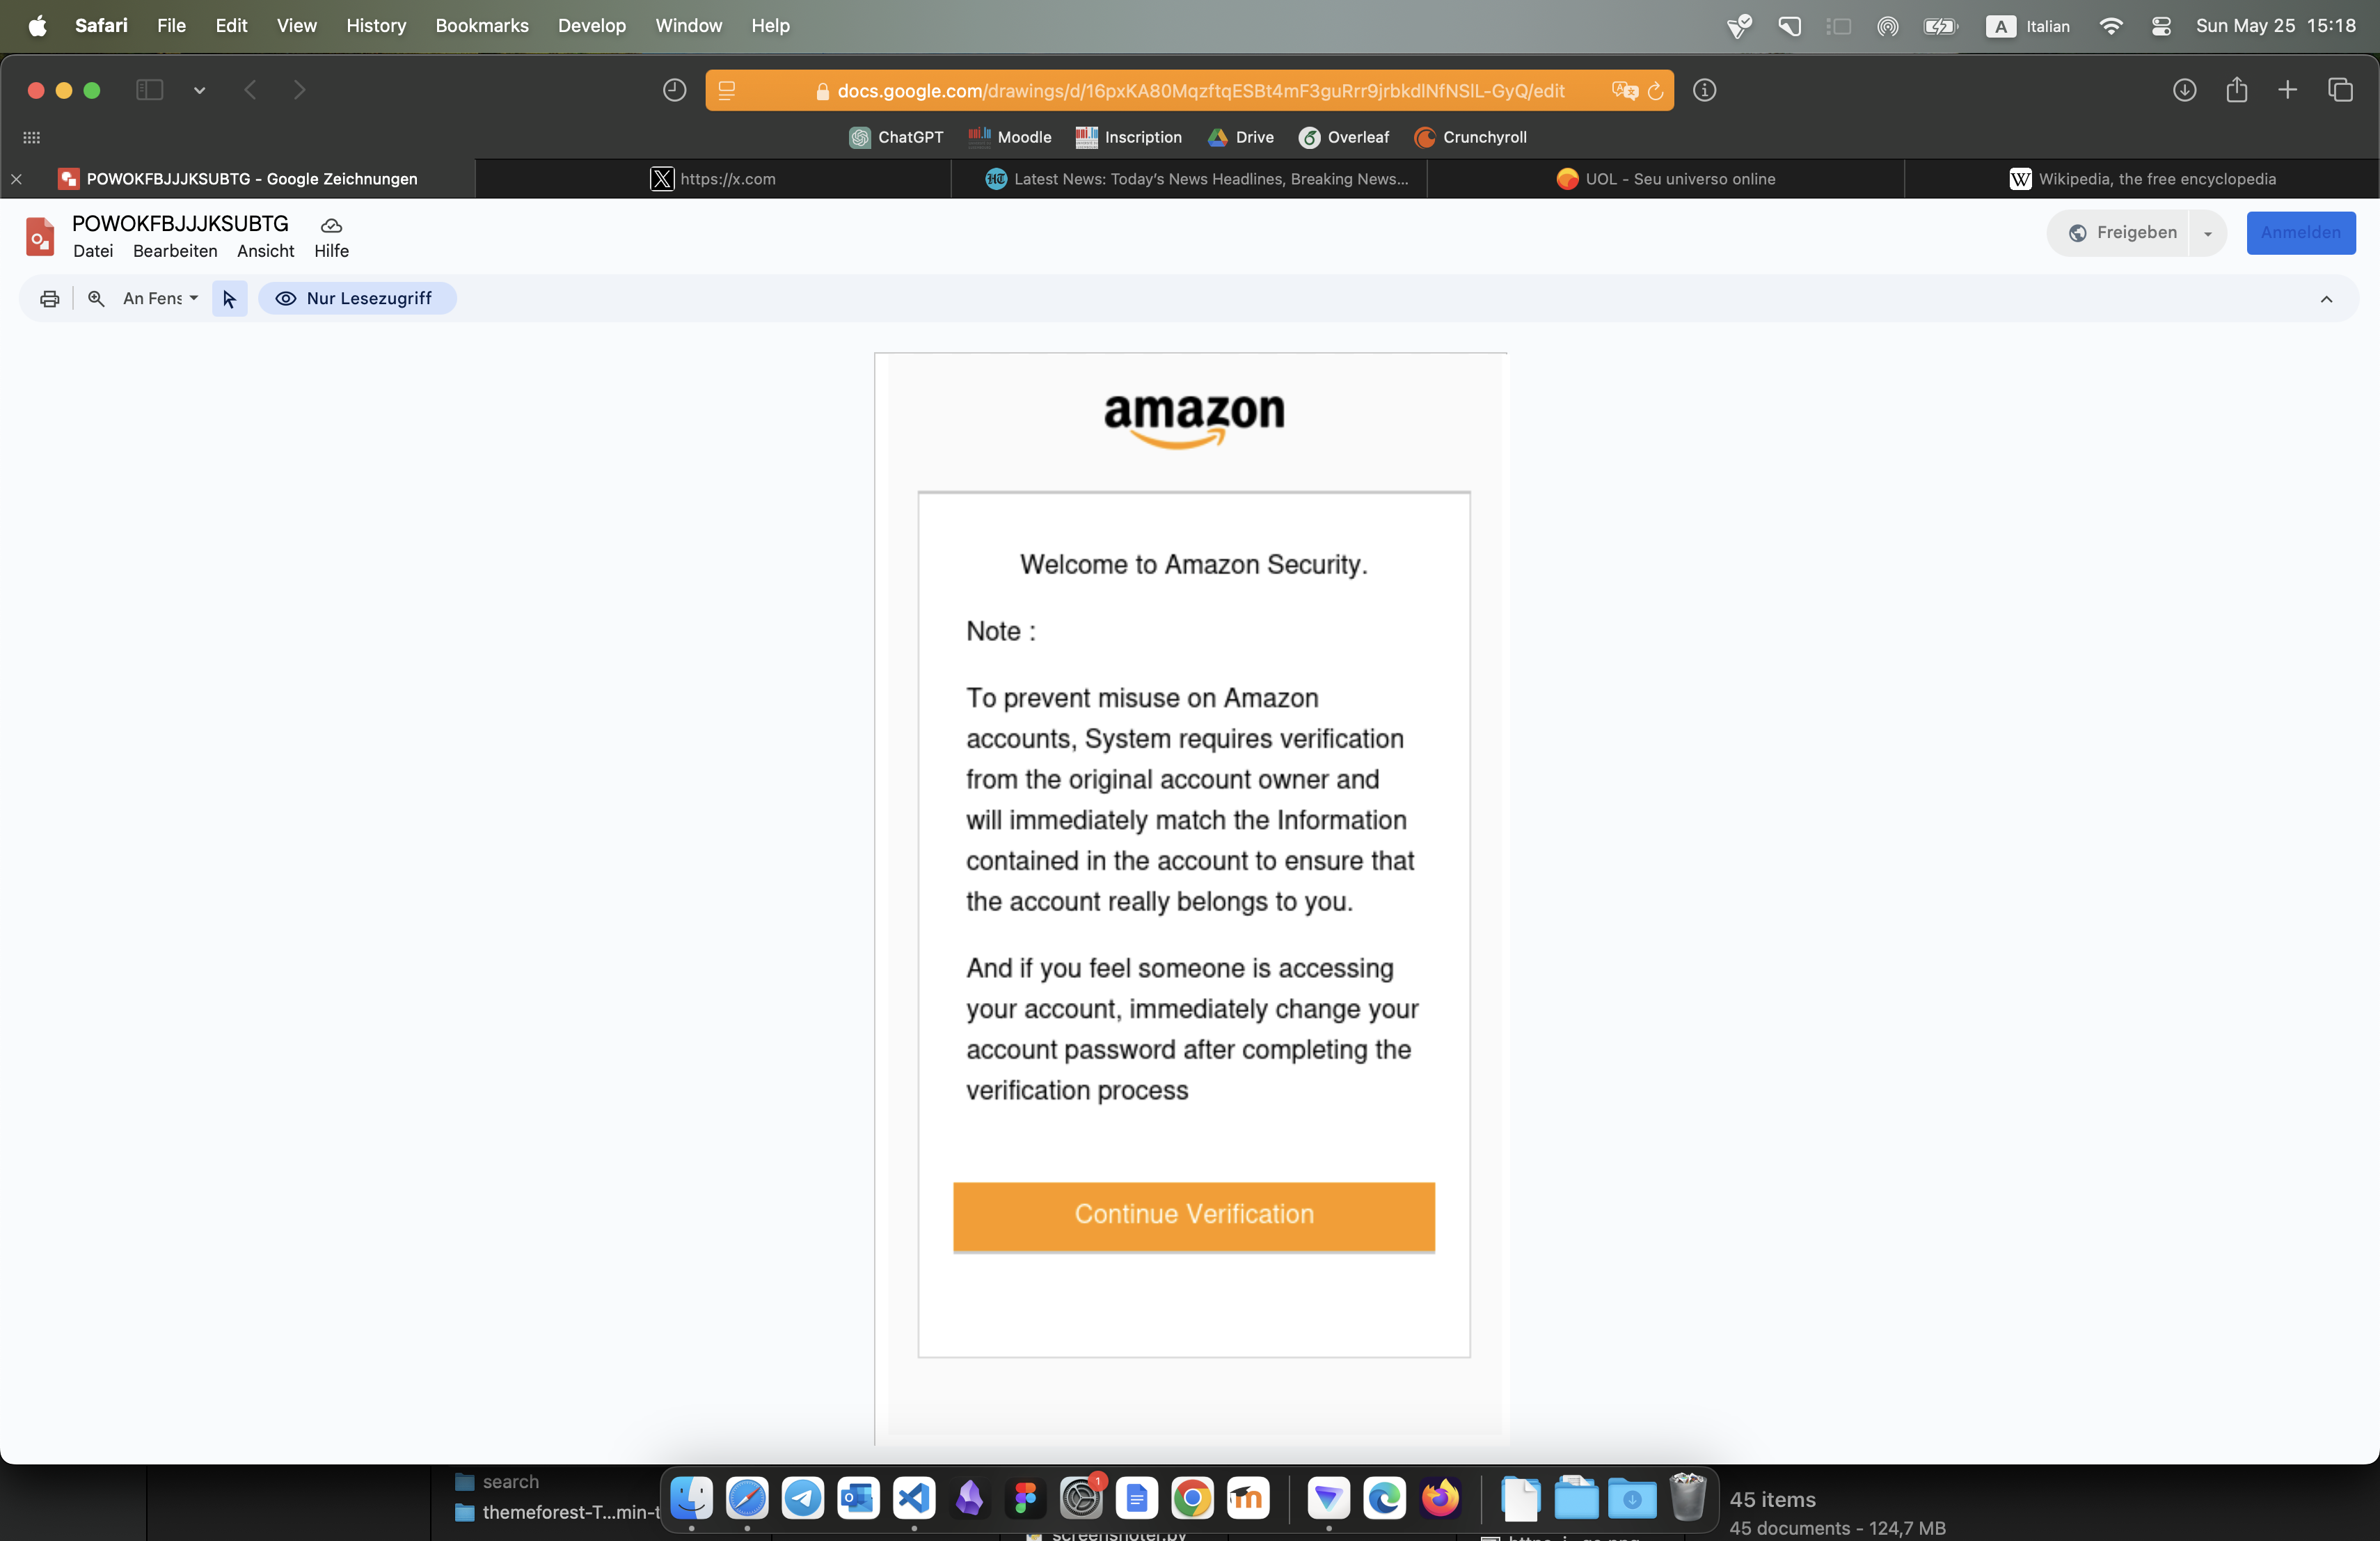 Safari File Edit View History Bookmarks Develop Window Help A Italian Sun May 25 15:18
docs.google.com/drawings/d/16pxKA80MqzftqESBt4mF3guRrr9jrbkdlNfNSlL-GyQ/edit
ChatGPT Moodle Inscription Drive Overleaf Crunchyroll
POWOKFBJJJKSUBTG - Google Zeichnungen https://x.com Latest News: Today's News Headlines, Breaking News... UOL - Seu universo online Wikipedia, the free encyclopedia
POWOKFBJJJKSUBTG
Datei Bearbeiten Ansicht Hilfe
Freigeben Anmelden
An Fens Nur Lesezugriff
amazon
Welcome to Amazon Security.
Note :
To prevent misuse on Amazon
accounts, System requires verification
from the original account owner and
will immediately match the Information
contained in the account to ensure that
the account really belongs to you.
And if you feel someone is accessing
your account, immediately change your
account password after completing the
verification process
Continue Verification
search
themeforest-T...min-t
1
45 items
45 documents - 124,7 MB